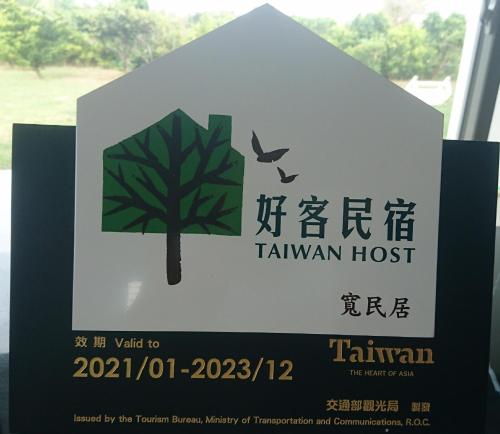 好客民宿
TAIWAN HOST
寬民居
效期 Valid to
2021/01-2023/12
Taiwan
THE HEART OF ASIA
交通部觀光局 製發
Issued by the Tourism Bureau, Ministry of Transportation and Communications, R.O.C.